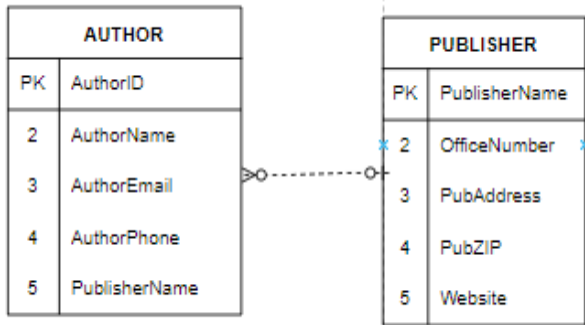 AUTHOR
PK AuthorID
2 AuthorName
3 AuthorEmail
4 AuthorPhone
5 PublisherName
PUBLISHER
PK PublisherName
2 OfficeNumber
3 PubAddress
4 PubZIP
5 Website